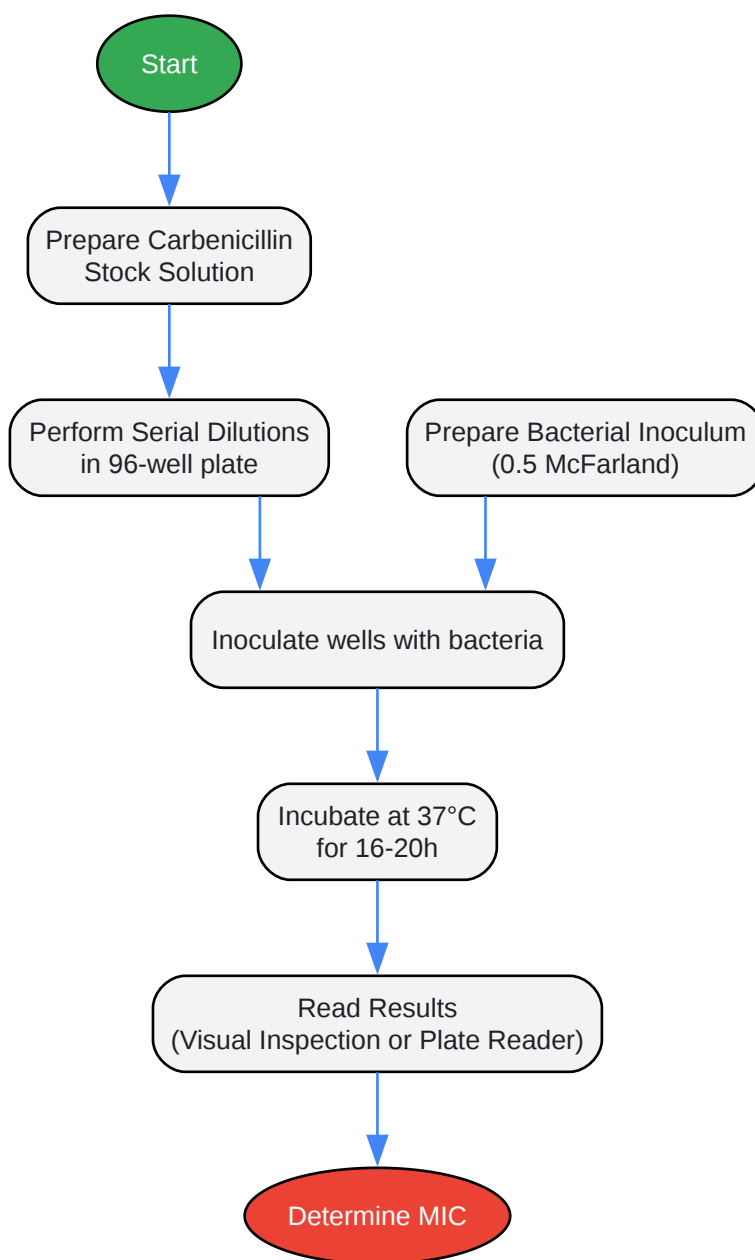 Start
Prepare Carbenicillin
Stock Solution
Perform Serial Dilutions
in 96-well plate
Prepare Bacterial Inoculum
(0.5 McFarland)
Inoculate wells with bacteria
Incubate at 37°C
for 16-20h
Read Results
(Visual Inspection or Plate Reader)
Determine MIC